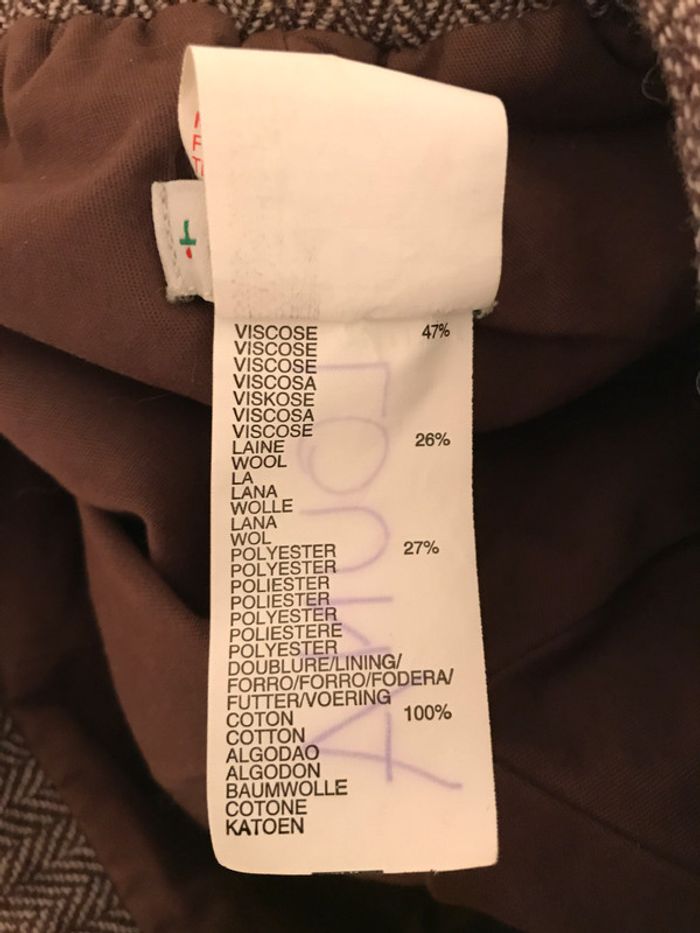 VISCOSE 47%
VISCOSE
VISCOSE
VISCOSA
VISKOSE
VISCOSA
VISCOSE
LAINE 26%
WOOL
LA
LANA
WOLLE
LANA
WOL
POLYESTER 27%
POLYESTER
POLIESTER
POLIESTER
POLYESTER
POLIESTERE
POLYESTER
DOUBLURE/LINING/
FORRO/FORRO/FODERA/
FUTTER/VOERING
COTON 100%
COTTON
ALGODAO
ALGODON
BAUMWOLLE
COTONE
KATOEN